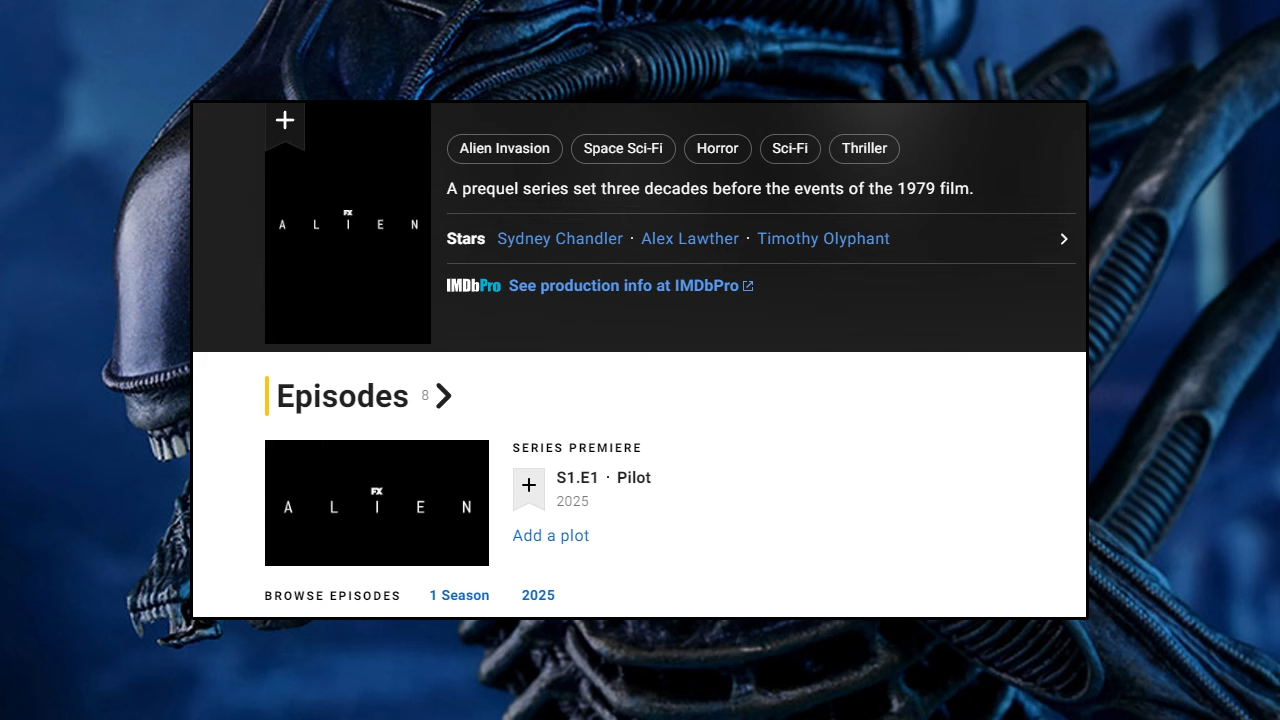 FX
A L I E N
Alien Invasion Space Sci-Fi Horror Sci-Fi Thriller
A prequel series set three decades before the events of the 1979 film.
Stars Sydney Chandler · Alex Lawther · Timothy Olyphant
IMDbPro See production info at IMDbPro
Episodes 8
FX
A L I E N
SERIES PREMIERE
S1.E1 · Pilot
2025
Add a plot
BROWSE EPISODES 1 Season 2025